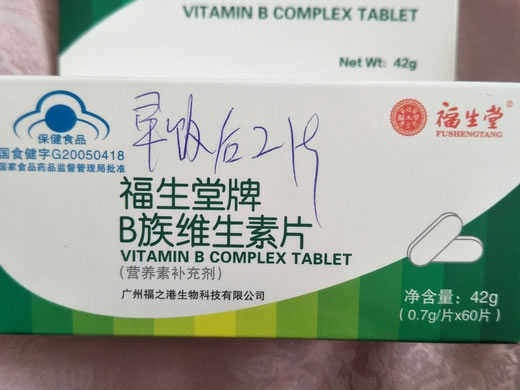 VITAMIN B COMPLEX TABLET
Net Wt: 42g
保健食品
国食健字G20050418
国家食品药品监督管理局批准
早饭后2片
福生堂
福生堂
FUSHENGTANG
福生堂牌
B族维生素片
VITAMIN B COMPLEX TABLET
(营养素补充剂)
广州福之港生物科技有限公司
净含量: 42g
(0.7g/片x60片)